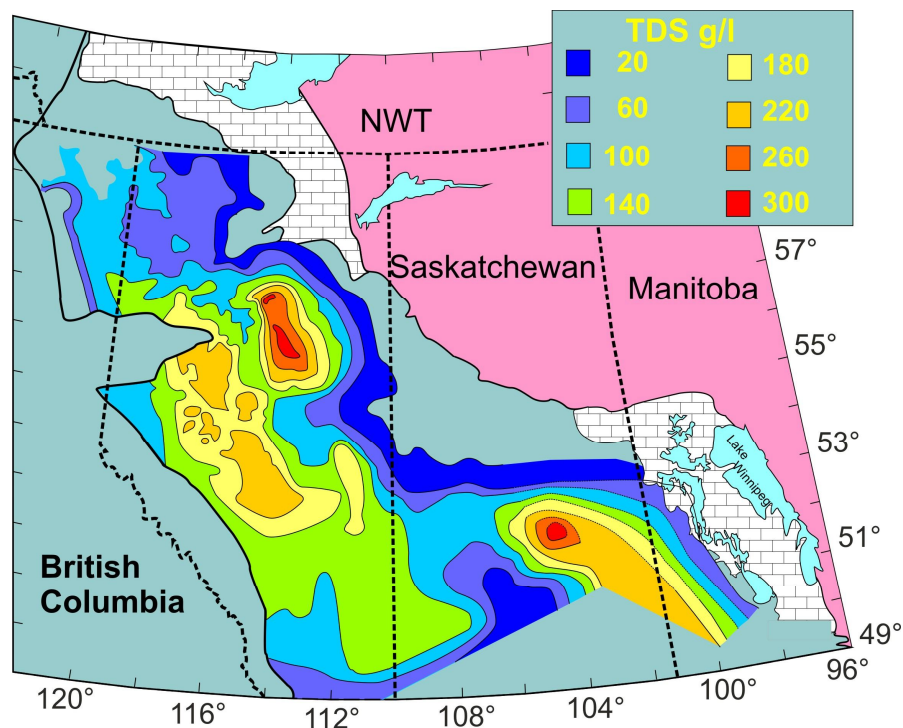 TDS g/l
20
180
60
220
100
260
140
300
NWT
Saskatchewan
Manitoba
57°
55°
53°
Lake
Winnipeg
51°
British
Columbia
49°
96°
120°
116°
112°
108°
104°
100°